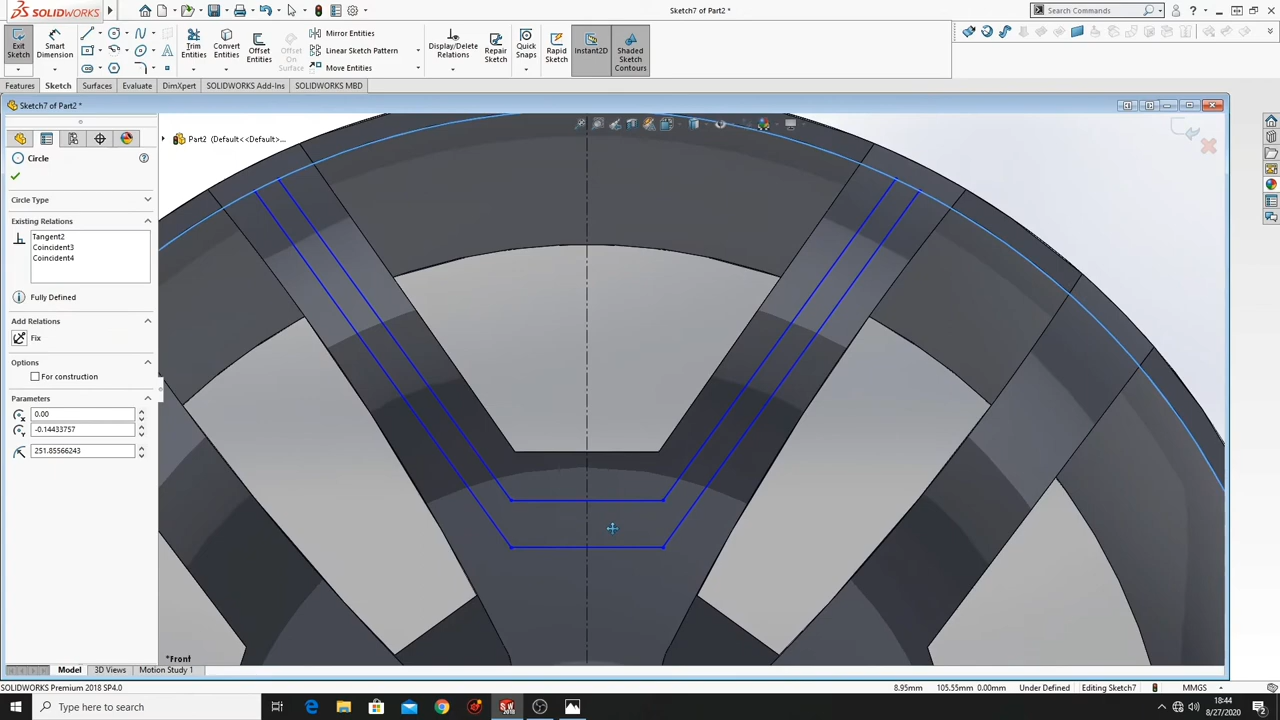 SOLIDWORKS
Sketch7 of Part2 *
Search Commands
Exit Sketch
Smart Dimension
Trim Entities
Convert Entities
Offset Entities
Offset On Surface
Mirror Entities
Linear Sketch Pattern
Move Entities
Display/Delete Relations
Repair Sketch
Quick Snaps
Rapid Sketch
Instant2D
Shaded Sketch Contours
Features
Sketch
Surfaces
Evaluate
DimXpert
SOLIDWORKS Add-Ins
SOLIDWORKS MBD
Sketch7 of Part2 *
Part2 (Default<<Default>...
Circle
Circle Type
Existing Relations
Tangent2
Coincident3
Coincident4
Fully Defined
Add Relations
Fix
Options
For construction
Parameters
0.00
-0.14433757
251.85566243
*Front
Model
3D Views
Motion Study 1
SOLIDWORKS Premium 2018 SP4.0
8.95mm
105.55mm 0.00mm
Under Defined
Editing Sketch7
MMGS
Type here to search
18:44
8/27/2020